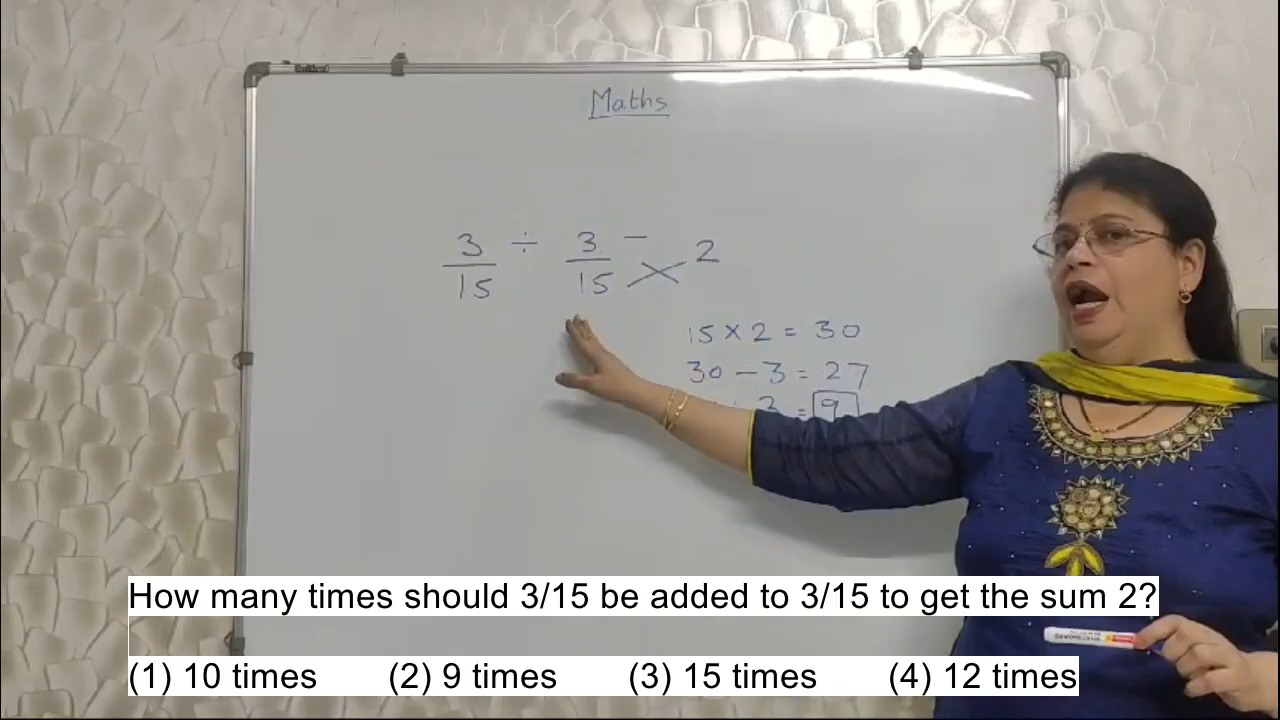 Maths
3/15 ÷ 3/15 − 2
15 × 2 = 30
30 − 3 = 27
= 9
How many times should 3/15 be added to 3/15 to get the sum 2?
(1) 10 times (2) 9 times (3) 15 times (4) 12 times